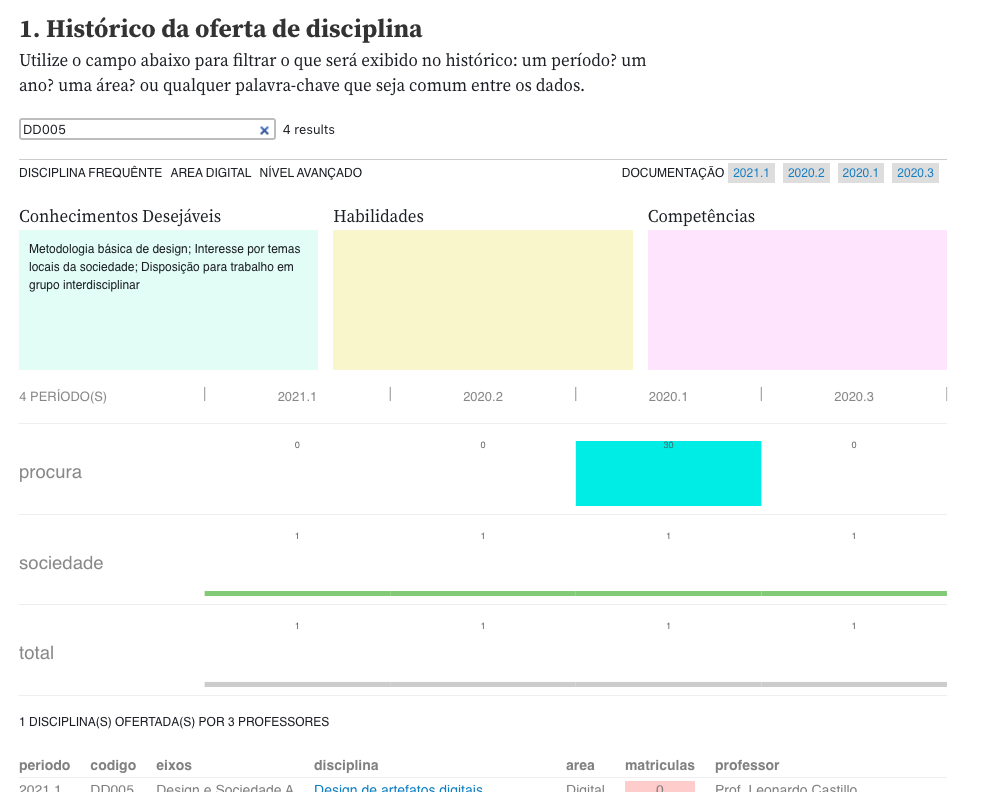 1. Histórico da oferta de disciplina
Utilize o campo abaixo para filtrar o que será exibido no histórico: um período? um
ano? uma área? ou qualquer palavra-chave que seja comum entre os dados.
DD005 × 4 results
DISCIPLINA FREQUÊNTE AREA DIGITAL NÍVEL AVANÇADO DOCUMENTAÇÃO 2021.1 2020.2 2020.1 2020.3
Conhecimentos Desejáveis Habilidades Competências
Metodologia básica de design; Interesse por temas
locais da sociedade; Disposição para trabalho em
grupo interdisciplinar
4 PERÍODO(S) 2021.1 2020.2 2020.1 2020.3
0 0 30 0
procura
1 1 1 1
sociedade
1 1 1 1
total
1 DISCIPLINA(S) OFERTADA(S) POR 3 PROFESSORES
periodo codigo eixos disciplina area matriculas professor
2021.1 DD005 Design e Sociedade A Design de artefatos digitais Digital 0 Prof. Leonardo Castillo